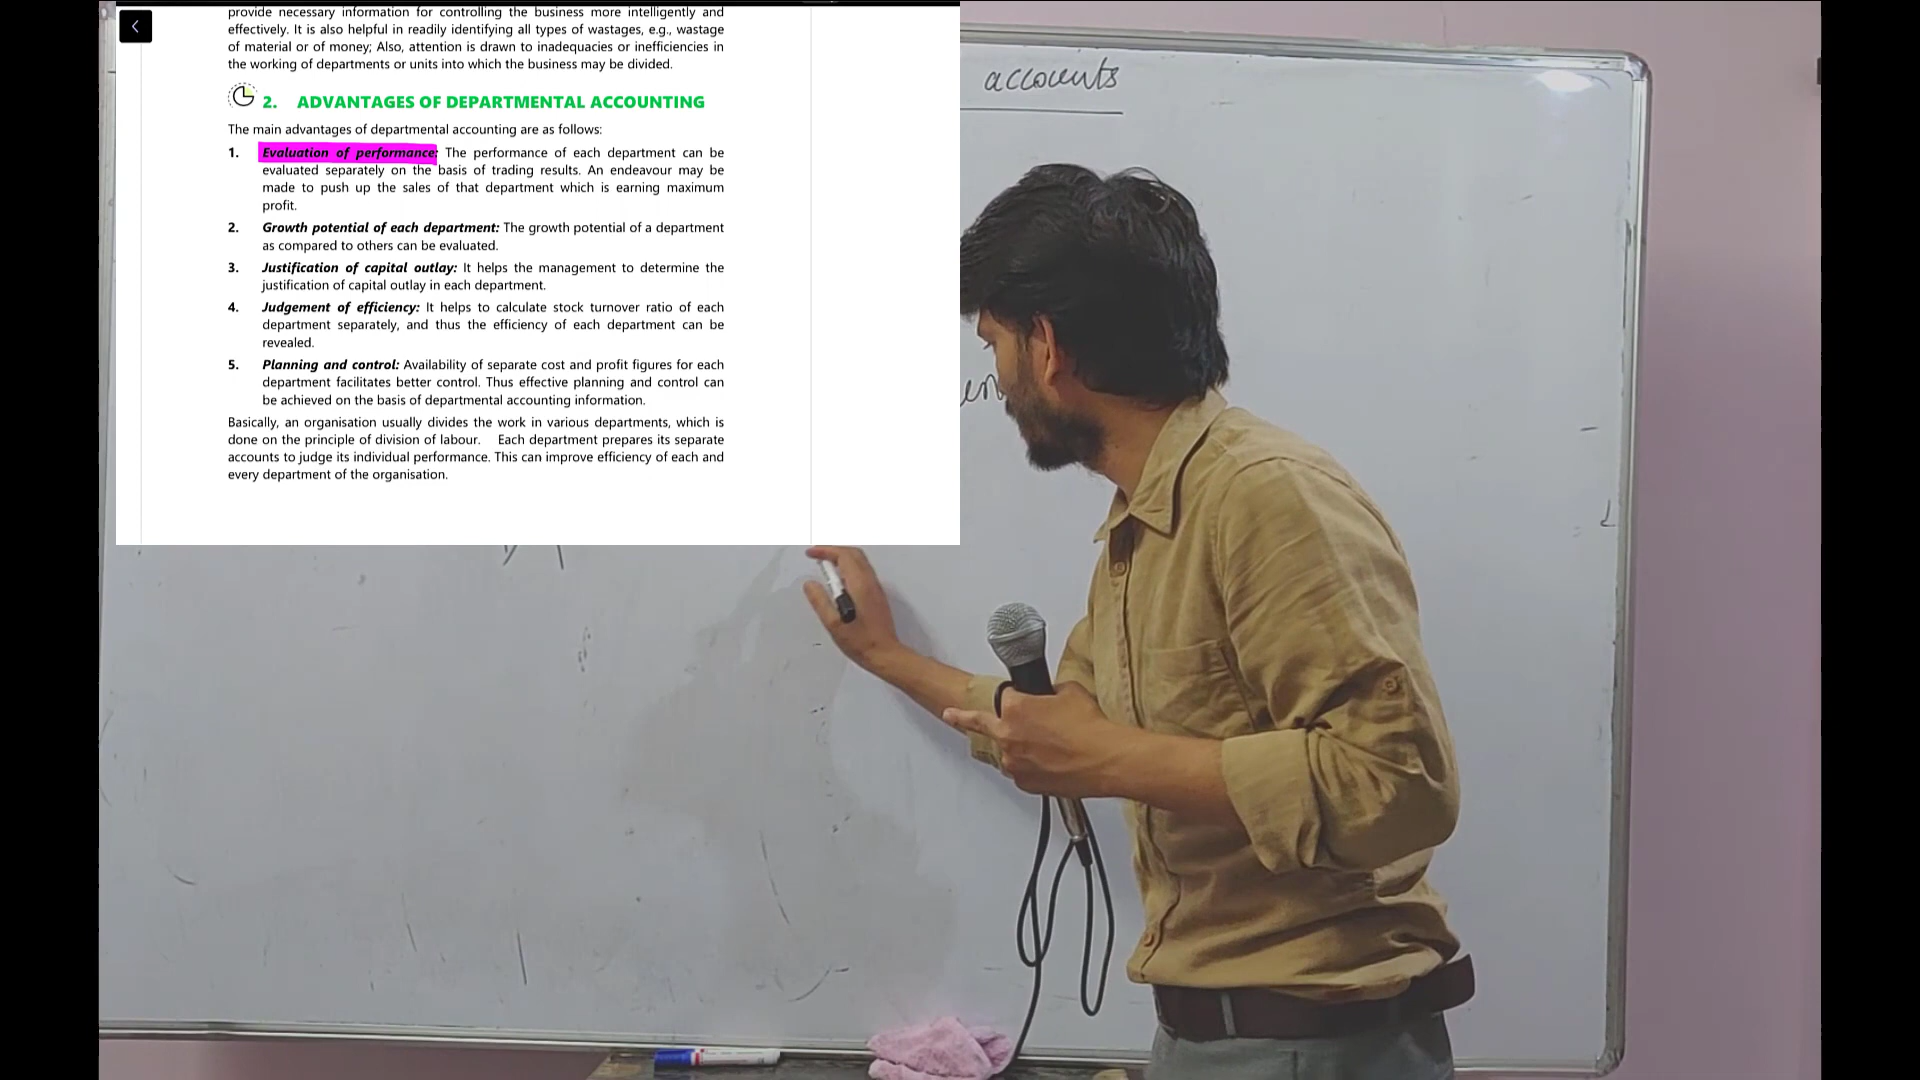 provide necessary information for controlling the business more intelligently and
effectively. It is also helpful in readily identifying all types of wastages, e.g., wastage
of material or of money; Also, attention is drawn to inadequacies or inefficiencies in
the working of departments or units into which the business may be divided.
2. ADVANTAGES OF DEPARTMENTAL ACCOUNTING
The main advantages of departmental accounting are as follows:
1. Evaluation of performance: The performance of each department can be
evaluated separately on the basis of trading results. An endeavour may be
made to push up the sales of that department which is earning maximum
profit.
2. Growth potential of each department: The growth potential of a department
as compared to others can be evaluated.
3. Justification of capital outlay: It helps the management to determine the
justification of capital outlay in each department.
4. Judgement of efficiency: It helps to calculate stock turnover ratio of each
department separately, and thus the efficiency of each department can be
revealed.
5. Planning and control: Availability of separate cost and profit figures for each
department facilitates better control. Thus effective planning and control can
be achieved on the basis of departmental accounting information.
Basically, an organisation usually divides the work in various departments, which is
done on the principle of division of labour. Each department prepares its separate
accounts to judge its individual performance. This can improve efficiency of each and
every department of the organisation.
accounts